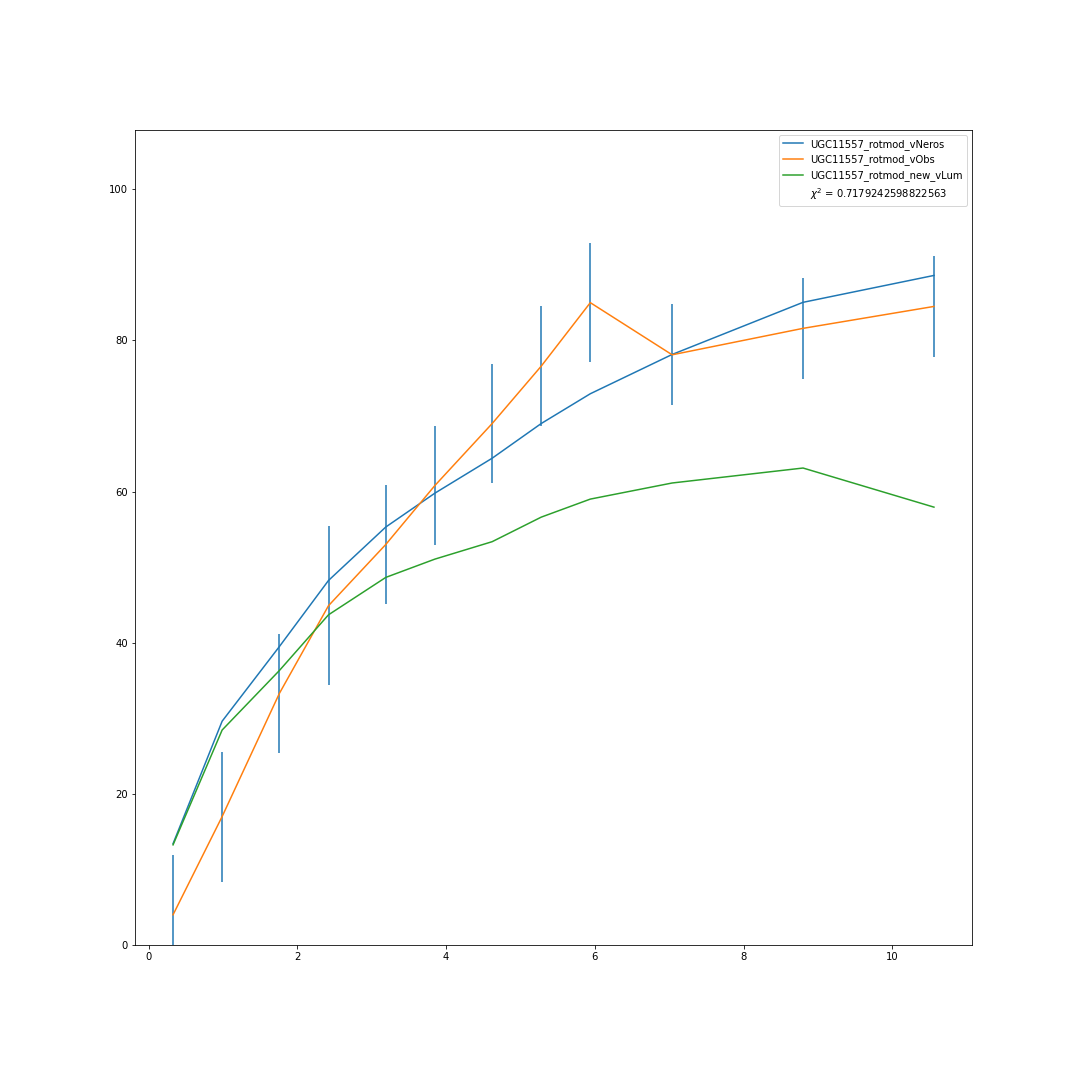 UGC11557_rotmod_vNeros
UGC11557_rotmod_vObs
UGC11557_rotmod_new_vLum
χ² = 0.7179242598822563
100
80
60
40
20
0
0 2 4 6 8 10